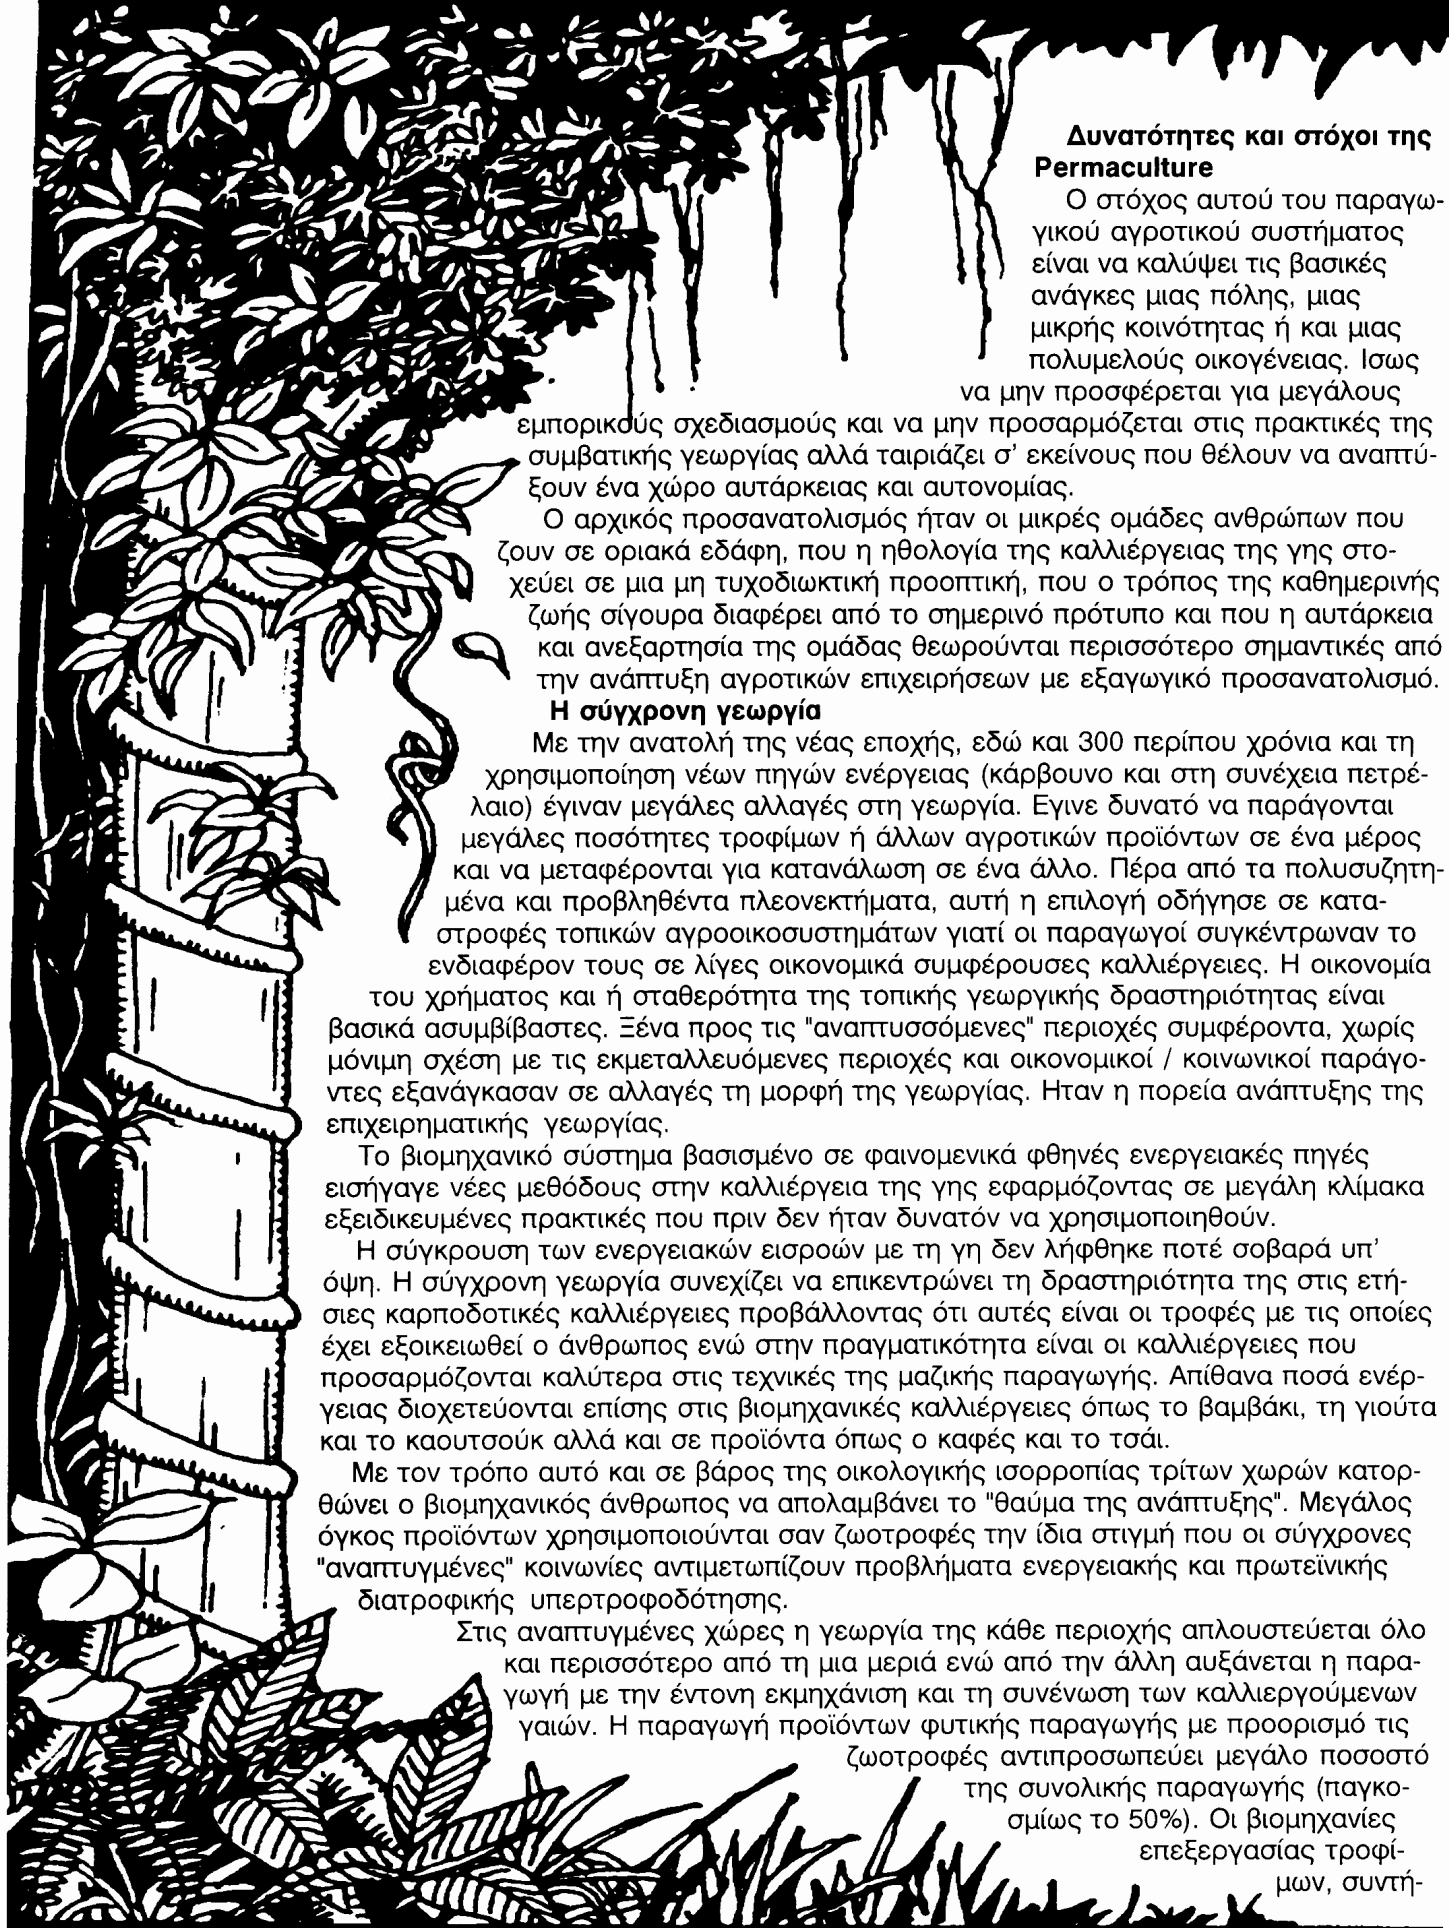 Δυνατότητες και στόχοι της
Permaculture
Ο στόχος αυτού του παραγω-
γικού αγροτικού συστήματος
είναι να καλύψει τις βασικές
ανάγκες μιας πόλης, μιας
μικρής κοινότητας ή και μιας
πολυμελούς οικογένειας. Ισως
να μην προσφέρεται για μεγάλους
εμπορικούς σχεδιασμούς και να μην προσαρμόζεται στις πρακτικές της
συμβατικής γεωργίας αλλά ταιριάζει σ' εκείνους που θέλουν να αναπτύ-
ξουν ένα χώρο αυτάρκειας και αυτονομίας.
Ο αρχικός προσανατολισμός ήταν οι μικρές ομάδες ανθρώπων που
ζουν σε οριακά εδάφη, που η ηθολογία της καλλιέργειας της γης στο-
χεύει σε μια μη τυχοδιωκτική προοπτική, που ο τρόπος της καθημερινής
ζωής σίγουρα διαφέρει από το σημερινό πρότυπο και που η αυτάρκεια
και ανεξαρτησία της ομάδας θεωρούνται περισσότερο σημαντικές από
την ανάπτυξη αγροτικών επιχειρήσεων με εξαγωγικό προσανατολισμό.
Η σύγχρονη γεωργία
Με την ανατολή της νέας εποχής, εδώ και 300 περίπου χρόνια και τη
χρησιμοποίηση νέων πηγών ενέργειας (κάρβουνο και στη συνέχεια πετρέ-
λαιο) έγιναν μεγάλες αλλαγές στη γεωργία. Εγινε δυνατό να παράγονται
μεγάλες ποσότητες τροφίμων ή άλλων αγροτικών προϊόντων σε ένα μέρος
και να μεταφέρονται για κατανάλωση σε ένα άλλο. Πέρα από τα πολυσυζητη-
μένα και προβληθέντα πλεονεκτήματα, αυτή η επιλογή οδήγησε σε κατα-
στροφές τοπικών αγροοικοσυστημάτων γιατί οι παραγωγοί συγκέντρωναν το
ενδιαφέρον τους σε λίγες οικονομικά συμφέρουσες καλλιέργειες. Η οικονομία
του χρήματος και ή σταθερότητα της τοπικής γεωργικής δραστηριότητας είναι
βασικά ασυμβίβαστες. Ξένα προς τις "αναπτυσσόμενες" περιοχές συμφέροντα, χωρίς
μόνιμη σχέση με τις εκμεταλλευόμενες περιοχές και οικονομικοί / κοινωνικοί παράγο-
ντες εξανάγκασαν σε αλλαγές τη μορφή της γεωργίας. Ηταν η πορεία ανάπτυξης της
επιχειρηματικής γεωργίας.
Το βιομηχανικό σύστημα βασισμένο σε φαινομενικά φθηνές ενεργειακές πηγές
εισήγαγε νέες μεθόδους στην καλλιέργεια της γης εφαρμόζοντας σε μεγάλη κλίμακα
εξειδικευμένες πρακτικές που πριν δεν ήταν δυνατόν να χρησιμοποιηθούν.
Η σύγκρουση των ενεργειακών εισροών με τη γη δεν λήφθηκε ποτέ σοβαρά υπ'
όψη. Η σύγχρονη γεωργία συνεχίζει να επικεντρώνει τη δραστηριότητα της στις ετή-
σιες καρποδοτικές καλλιέργειες προβάλλοντας ότι αυτές είναι οι τροφές με τις οποίες
έχει εξοικειωθεί ο άνθρωπος ενώ στην πραγματικότητα είναι οι καλλιέργειες που
προσαρμόζονται καλύτερα στις τεχνικές της μαζικής παραγωγής. Απίθανα ποσά ενέρ-
γειας διοχετεύονται επίσης στις βιομηχανικές καλλιέργειες όπως το βαμβάκι, τη γιούτα
και το καουτσούκ αλλά και σε προϊόντα όπως ο καφές και το τσάι.
Με τον τρόπο αυτό και σε βάρος της οικολογικής ισορροπίας τρίτων χωρών κατορ-
θώνει ο βιομηχανικός άνθρωπος να απολαμβάνει το "θαύμα της ανάπτυξης". Μεγάλος
όγκος προϊόντων χρησιμοποιούνται σαν ζωοτροφές την ίδια στιγμή που οι σύγχρονες
"αναπτυγμένες" κοινωνίες αντιμετωπίζουν προβλήματα ενεργειακής και πρωτεϊνικής
διατροφικής υπερτροφοδότησης.
Στις αναπτυγμένες χώρες η γεωργία της κάθε περιοχής απλουστεύεται όλο
και περισσότερο από τη μια μεριά ενώ από την άλλη αυξάνεται η παρα-
γωγή με την έντονη εκμηχάνιση και τη συνένωση των καλλιεργούμενων
γαιών. Η παραγωγή προϊόντων φυτικής παραγωγής με προορισμό τις
ζωοτροφές αντιπροσωπεύει μεγάλο ποσοστό
της συνολικής παραγωγής (παγκο-
σμίως το 50%). Οι βιομηχανίες
επεξεργασίας τροφί-
μων, συντή-